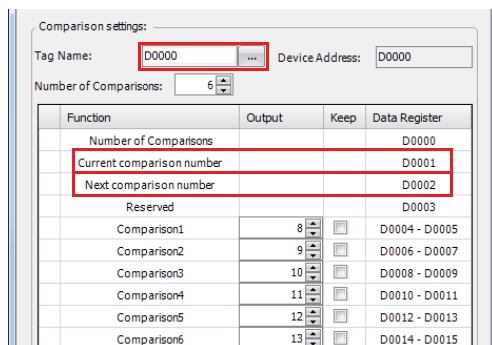 Comparison settings:
Tag Name: D0000 ... Device Address: D0000
Number of Comparisons: 6
Function Output Keep Data Register
Number of Comparisons D0000
Current comparison number D0001
Next comparison number D0002
Reserved D0003
Comparison1 8 D0004 - D0005
Comparison2 9 D0006 - D0007
Comparison3 10 D0008 - D0009
Comparison4 11 D0010 - D0011
Comparison5 12 D0012 - D0013
Comparison6 13 D0014 - D0015